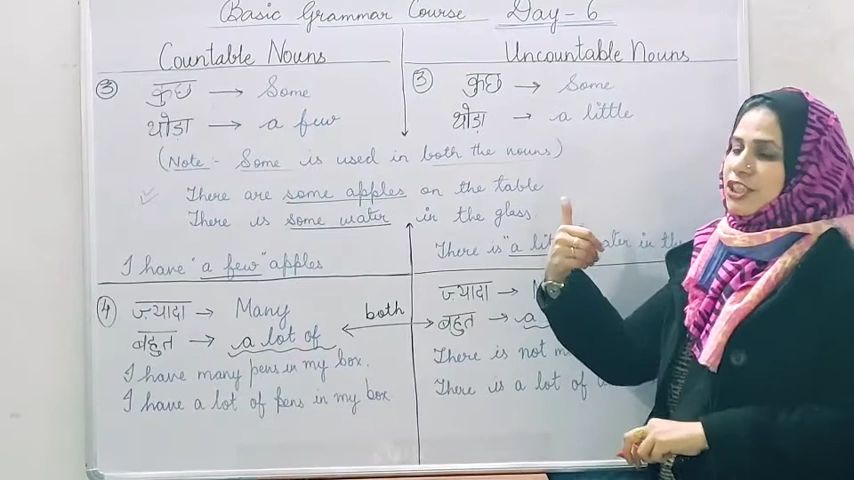 Basic Grammar Course Day-6
Countable Nouns
③ कुछ → Some
थोड़ा → a few
Uncountable Nouns
③ कुछ → Some
थोड़ा → a little
(Note:- Some is used in both the nouns)
There are some apples on the table
There is some water in the glass
I have "a few" apples
There is "a in the
④ ज्यादा → Many
बहुत → a lot of
both
I have many pens in my box.
I have a lot of pens in my box
ज्यादा →
बहुत → a
There is not
There is a lot of